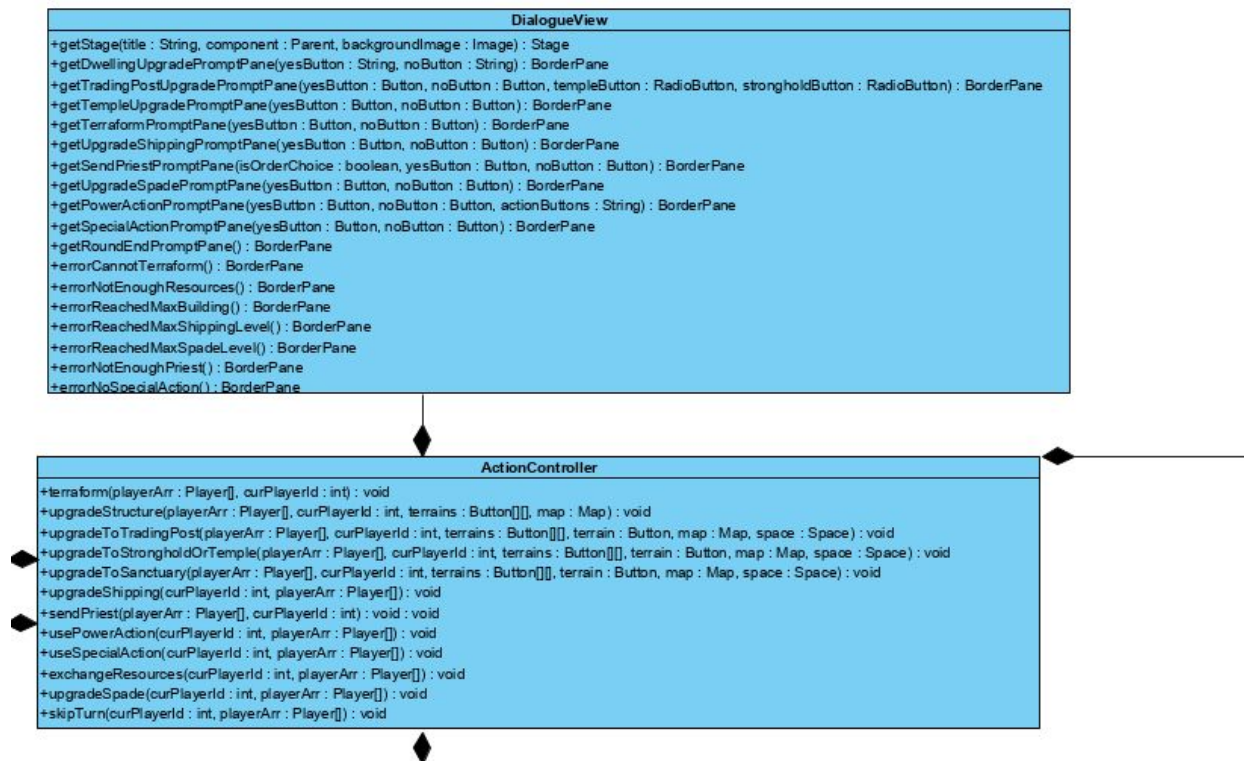 DialogueView
+getStage(title : String, component : Parent, backgroundImage : Image) : Stage
+getDwellingUpgradePromptPane(yesButton : String, noButton : String) : BorderPane
+getTradingPostUpgradePromptPane(yesButton : Button, noButton : Button, templeButton : RadioButton, strongholdButton : RadioButton) : BorderPane
+getTempleUpgradePromptPane(yesButton : Button, noButton : Button) : BorderPane
+getTerraformPromptPane(yesButton : Button, noButton : Button) : BorderPane
+getUpgradeShippingPromptPane(yesButton : Button, noButton : Button) : BorderPane
+getSendPriestPromptPane(isOrderChoice : boolean, yesButton : Button, noButton : Button) : BorderPane
+getUpgradeSpadePromptPane(yesButton : Button, noButton : Button) : BorderPane
+getPowerActionPromptPane(yesButton : Button, noButton : Button, actionButtons : String) : BorderPane
+getSpecialActionPromptPane(yesButton : Button, noButton : Button) : BorderPane
+getRoundEndPromptPane() : BorderPane
+errorCannotTerraform() : BorderPane
+errorNotEnoughResources() : BorderPane
+errorReachedMaxBuilding() : BorderPane
+errorReachedMaxShippingLevel() : BorderPane
+errorReachedMaxSpadeLevel() : BorderPane
+errorNotEnoughPriest() : BorderPane
+errorNoSpecialAction() : BorderPane
ActionController
+terraform(playerArr : Player[], curPlayerId : int) : void
+upgradeStructure(playerArr : Player[], curPlayerId : int, terrains : Button[][], map : Map) : void
+upgradeToTradingPost(playerArr : Player[], curPlayerId : int, terrains : Button[][], terrain : Button, map : Map, space : Space) : void
+upgradeToStrongholdOrTemple(playerArr : Player[], curPlayerId : int, terrains : Button[][], terrain : Button, map : Map, space : Space) : void
+upgradeToSanctuary(playerArr : Player[], curPlayerId : int, terrains : Button[][], terrain : Button, map : Map, space : Space) : void
+upgradeShipping(curPlayerId : int, playerArr : Player[]) : void
+sendPriest(playerArr : Player[], curPlayerId : int) : void : void
+usePowerAction(curPlayerId : int, playerArr : Player[]) : void
+useSpecialAction(curPlayerId : int, playerArr : Player[]) : void
+exchangeResources(curPlayerId : int, playerArr : Player[]) : void
+upgradeSpade(curPlayerId : int, playerArr : Player[]) : void
+skipTurn(curPlayerId : int, playerArr : Player[]) : void